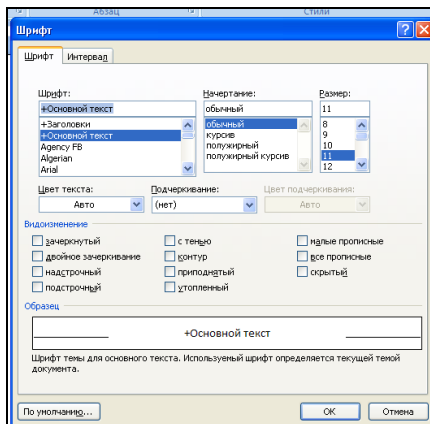 Абзац Стили
Шрифт
Шрифт Интервал
Шрифт: Начертание: Размер:
+Основной текст обычный 11
+Заголовки обычный 8
+Основной текст курсив 9
Agency FB полужирный 10
Algerian полужирный курсив 11
Arial 12
Цвет текста: Подчеркивание: Цвет подчеркивания:
Авто (нет) Авто
Видоизменение
зачеркнутый с тенью малые прописные
двойное зачеркивание контур все прописные
надстрочный приподнятый скрытый
подстрочный утопленный
Образец
+Основной текст
Шрифт темы для основного текста. Используемый шрифт определяется текущей темой
документа.
По умолчанию... ОК Отмена